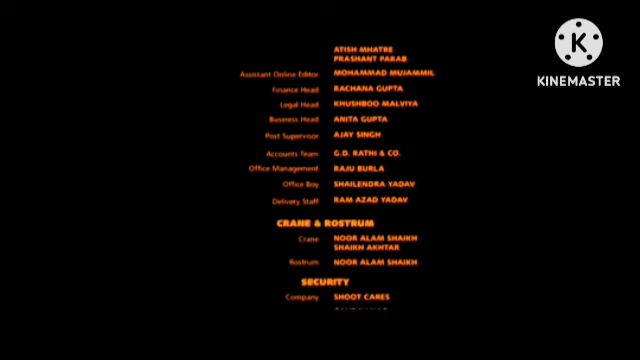 ATISH MHATRE
PRASHANT PARAB
Assistant Online Editor MOHAMMAD MUJAMMIL
Finance Head RACHANA GUPTA
Legal Head KHUSHBOO MALVIYA
Business Head ANITA GUPTA
Post Supervisor AJAY SINGH
Accounts Team G.D. RATHI & CO.
Office Management RAJU BURLA
Office Boy SHAILENDRA YADAV
Delivery Staff RAM AZAD YADAV
CRANE & ROSTRUM
Crane NOOR ALAM SHAIKH
SHAIKH AKHTAR
Rostrum NOOR ALAM SHAIKH
SECURITY
Company SHOOT CARES
K
KINEMASTER